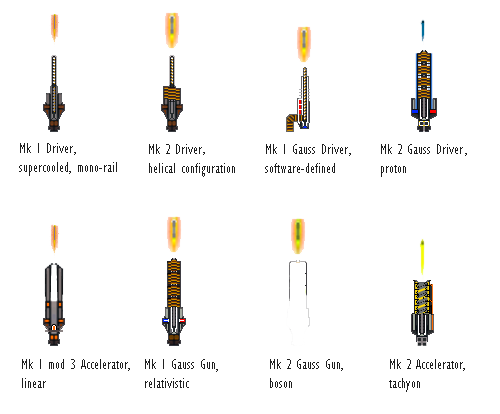 Mk 1 Driver,
supercooled, mono-rail
Mk 2 Driver,
helical configuration
Mk 1 Gauss Driver,
software-defined
Mk 2 Gauss Driver,
proton
Mk 1 mod 3 Accelerator,
linear
Mk 1 Gauss Gun,
relativistic
Mk 2 Gauss Gun,
boson
Mk 2 Accelerator,
tachyon